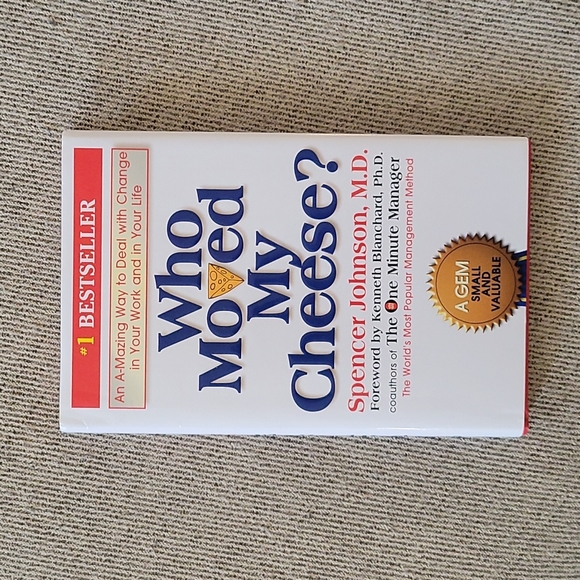 #1 BESTSELLER
An A-Mazing Way to Deal with Change
in Your Work and in Your Life
Who
Moved
My
Cheese?
Spencer Johnson, M.D.
Foreword by Kenneth Blanchard, Ph.D.
coauthors of The One Minute Manager
The World's Most Popular Management Method
A GEM
SMALL
AND
VALUABLE